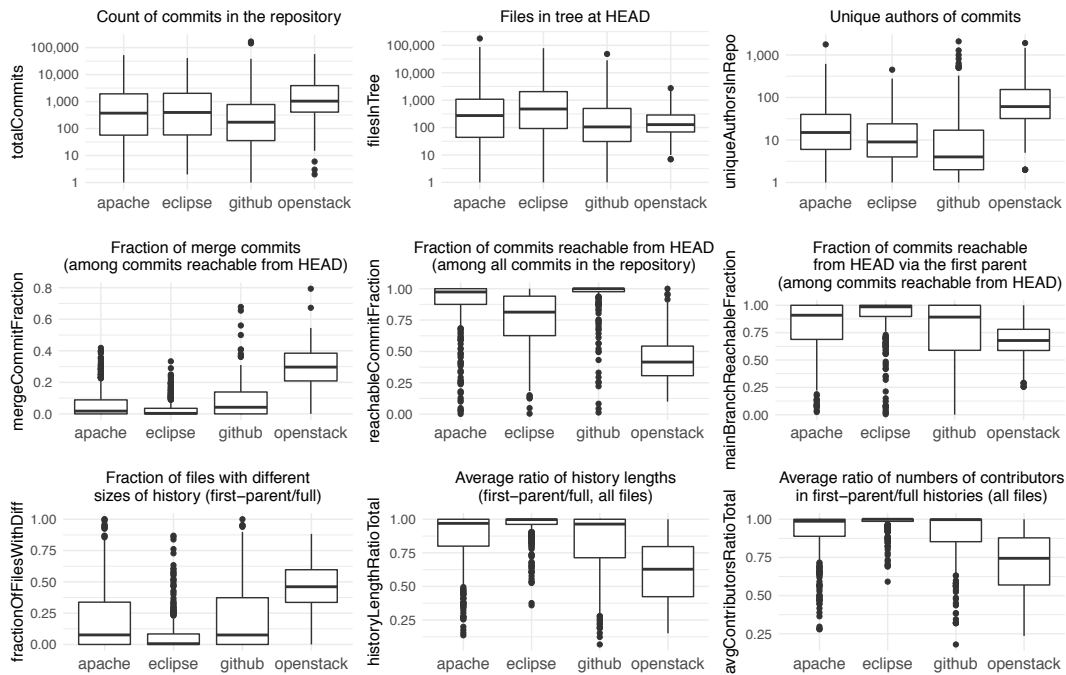 Count of commits in the repository
totalCommits
100,000
10,000
1,000
100
10
1
apache eclipse github openstack
Files in tree at HEAD
filesInTree
100,000
10,000
1,000
100
10
1
apache eclipse github openstack
Unique authors of commits
uniqueAuthorsInRepo
1,000
100
10
1
apache eclipse github openstack
Fraction of merge commits
(among commits reachable from HEAD)
mergeCommitFraction
0.8
0.6
0.4
0.2
0.0
apache eclipse github openstack
Fraction of commits reachable from HEAD
(among all commits in the repository)
reachableCommitFraction
1.00
0.75
0.50
0.25
0.00
apache eclipse github openstack
Fraction of commits reachable
from HEAD via the first parent
(among commits reachable from HEAD)
mainBranchReachableFraction
1.00
0.75
0.50
0.25
0.00
apache eclipse github openstack
Fraction of files with different
sizes of history (first−parent/full)
fractionOfFilesWithDiff
1.00
0.75
0.50
0.25
0.00
apache eclipse github openstack
Average ratio of history lengths
(first−parent/full, all files)
historyLengthRatioTotal
1.00
0.75
0.50
0.25
apache eclipse github openstack
Average ratio of numbers of contributors
in first−parent/full histories (all files)
avgContributorsRatioTotal
1.00
0.75
0.50
0.25
apache eclipse github openstack